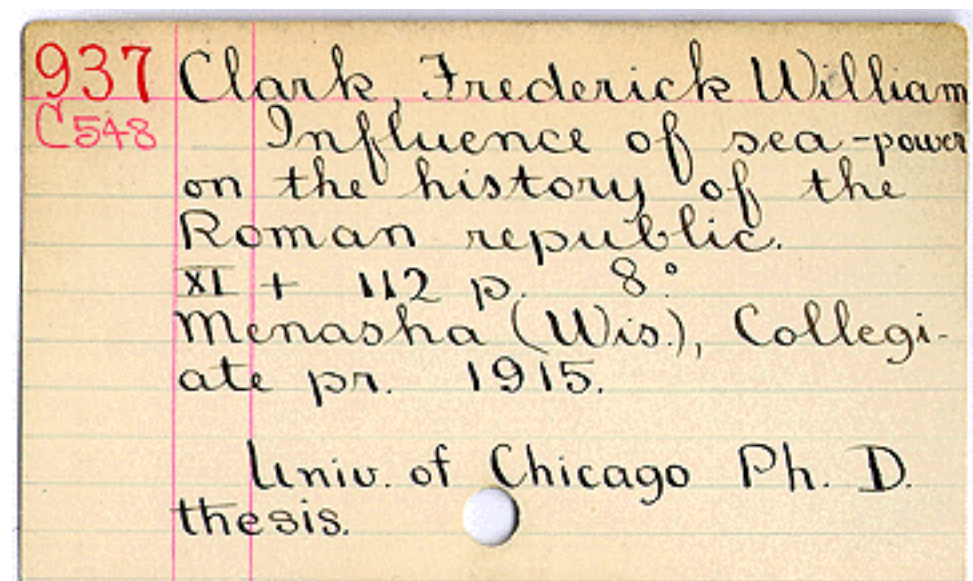 937 Clark, Frederick William
C548 Influence of sea-power
on the history of the
Roman republic.
XI + 112 p. 8°
Menasha (Wis.), Collegi-
ate pr. 1915.
Univ. of Chicago Ph. D.
thesis.